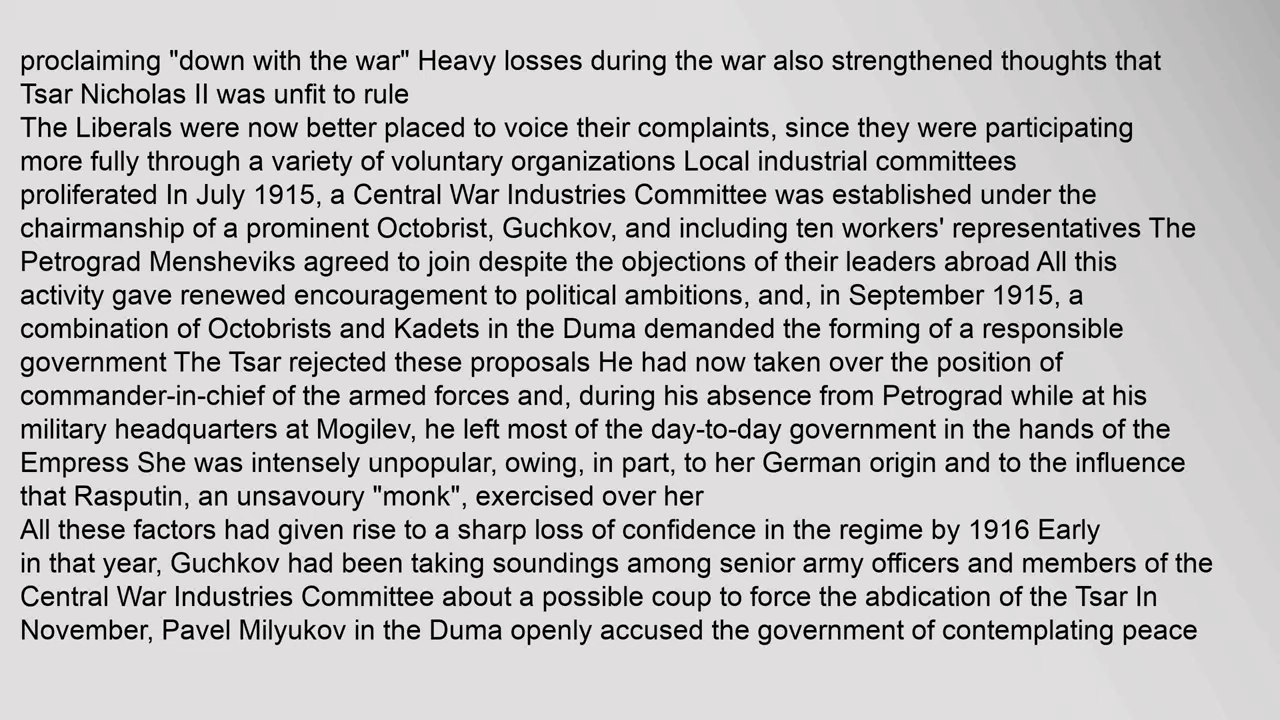 proclaiming "down with the war" Heavy losses during the war also strengthened thoughts that
Tsar Nicholas II was unfit to rule
The Liberals were now better placed to voice their complaints, since they were participating
more fully through a variety of voluntary organizations Local industrial committees
proliferated In July 1915, a Central War Industries Committee was established under the
chairmanship of a prominent Octobrist, Guchkov, and including ten workers' representatives The
Petrograd Mensheviks agreed to join despite the objections of their leaders abroad All this
activity gave renewed encouragement to political ambitions, and, in September 1915, a
combination of Octobrists and Kadets in the Duma demanded the forming of a responsible
government The Tsar rejected these proposals He had now taken over the position of
commander-in-chief of the armed forces and, during his absence from Petrograd while at his
military headquarters at Mogilev, he left most of the day-to-day government in the hands of the
Empress She was intensely unpopular, owing, in part, to her German origin and to the influence
that Rasputin, an unsavoury "monk", exercised over her
All these factors had given rise to a sharp loss of confidence in the regime by 1916 Early
in that year, Guchkov had been taking soundings among senior army officers and members of the
Central War Industries Committee about a possible coup to force the abdication of the Tsar In
November, Pavel Milyukov in the Duma openly accused the government of contemplating peace